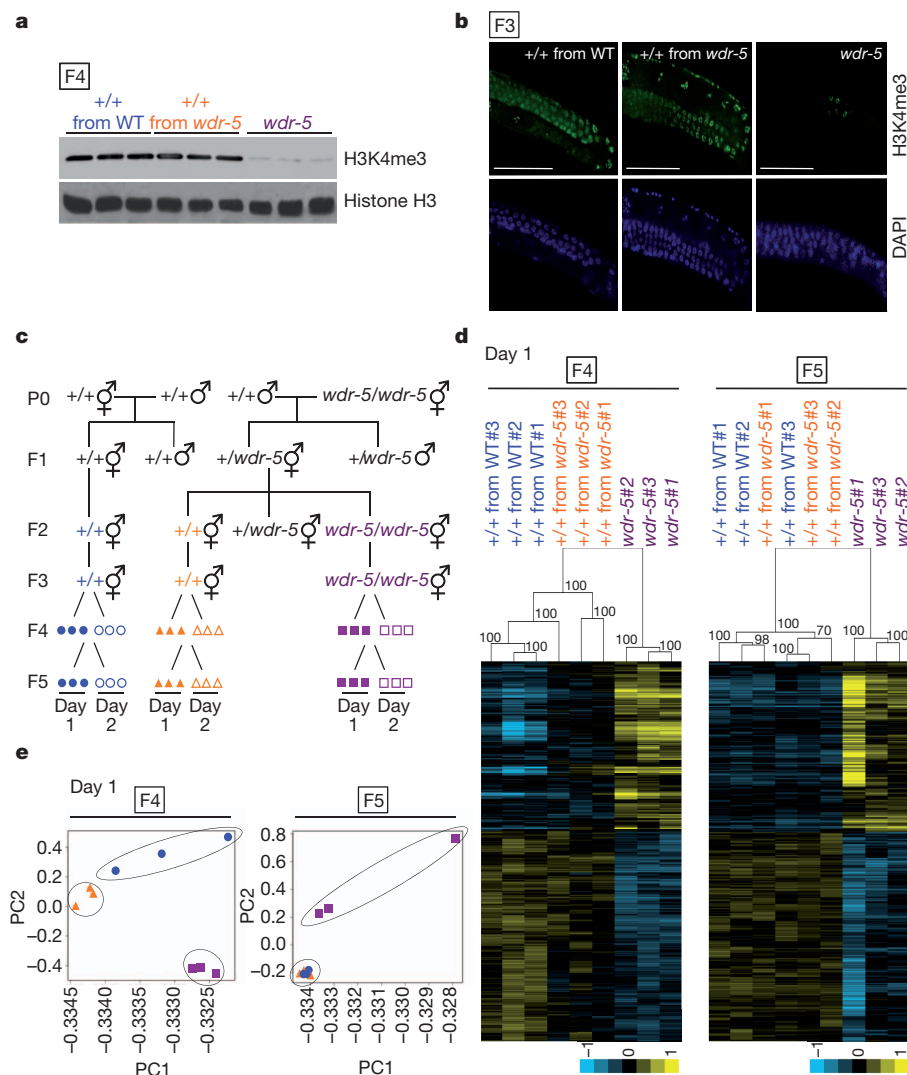 a
F4
+/+ +/+
from WT from wdr-5 wdr-5
H3K4me3
Histone H3
b
F3
+/+ from WT
+/+ from wdr-5
wdr-5
H3K4me3
DAPI
c
P0 +/+⚥ +/+♂ +/+♂ wdr-5/wdr-5⚥
F1 +/+⚥ +/+♂ +/wdr-5⚥ +/wdr-5♂
F2 +/+⚥ +/+⚥ +/wdr-5⚥ wdr-5/wdr-5⚥
F3 +/+⚥ +/+⚥ wdr-5/wdr-5⚥
F4
F5
Day Day Day Day Day Day
1 2 1 2 1 2
d
Day 1
F4
+/+ from WT#3
+/+ from WT#2
+/+ from WT#1
+/+ from wdr-5#3
+/+ from wdr-5#2
+/+ from wdr-5#1
wdr-5#2
wdr-5#3
wdr-5#1
100
100
100
100
100
100
100
–1 0 1
F5
+/+ from WT#1
+/+ from WT#2
+/+ from wdr-5#1
+/+ from WT#3
+/+ from wdr-5#3
+/+ from wdr-5#2
wdr-5#1
wdr-5#3
wdr-5#2
100
70
100
98
100
100
100
–1 0 1
e
Day 1
F4
PC2
0.4
0.2
0.0
–0.2
–0.4
–0.3345
–0.3340
–0.3335
–0.3330
–0.3325
PC1
F5
PC2
0.8
0.6
0.4
0.2
0.0
–0.2
–0.334
–0.333
–0.332
–0.331
–0.330
–0.329
–0.328
PC1